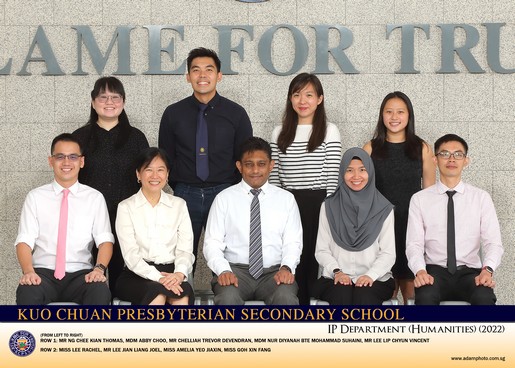 LAME FOR TRU
KUO CHUAN PRESBYTERIAN SECONDARY SCHOOL
IP DEPARTMENT (HUMANITIES) (2022)
(FROM LEFT TO RIGHT)
ROW 1: MR NG CHEE KIAN THOMAS, MDM ABBY CHOO, MR CHELLIAH TREVOR DEVENDRAN, MDM NUR DIYANAH BTE MOHAMMAD SUHAINI, MR LEE LIP CHYUN VINCENT
ROW 2: MISS LEE RACHEL, MR LEE JIAN LIANG JOEL, MISS AMELIA YEO JIAXIN, MISS GOH XIN FANG
www.adamphoto.com.sg